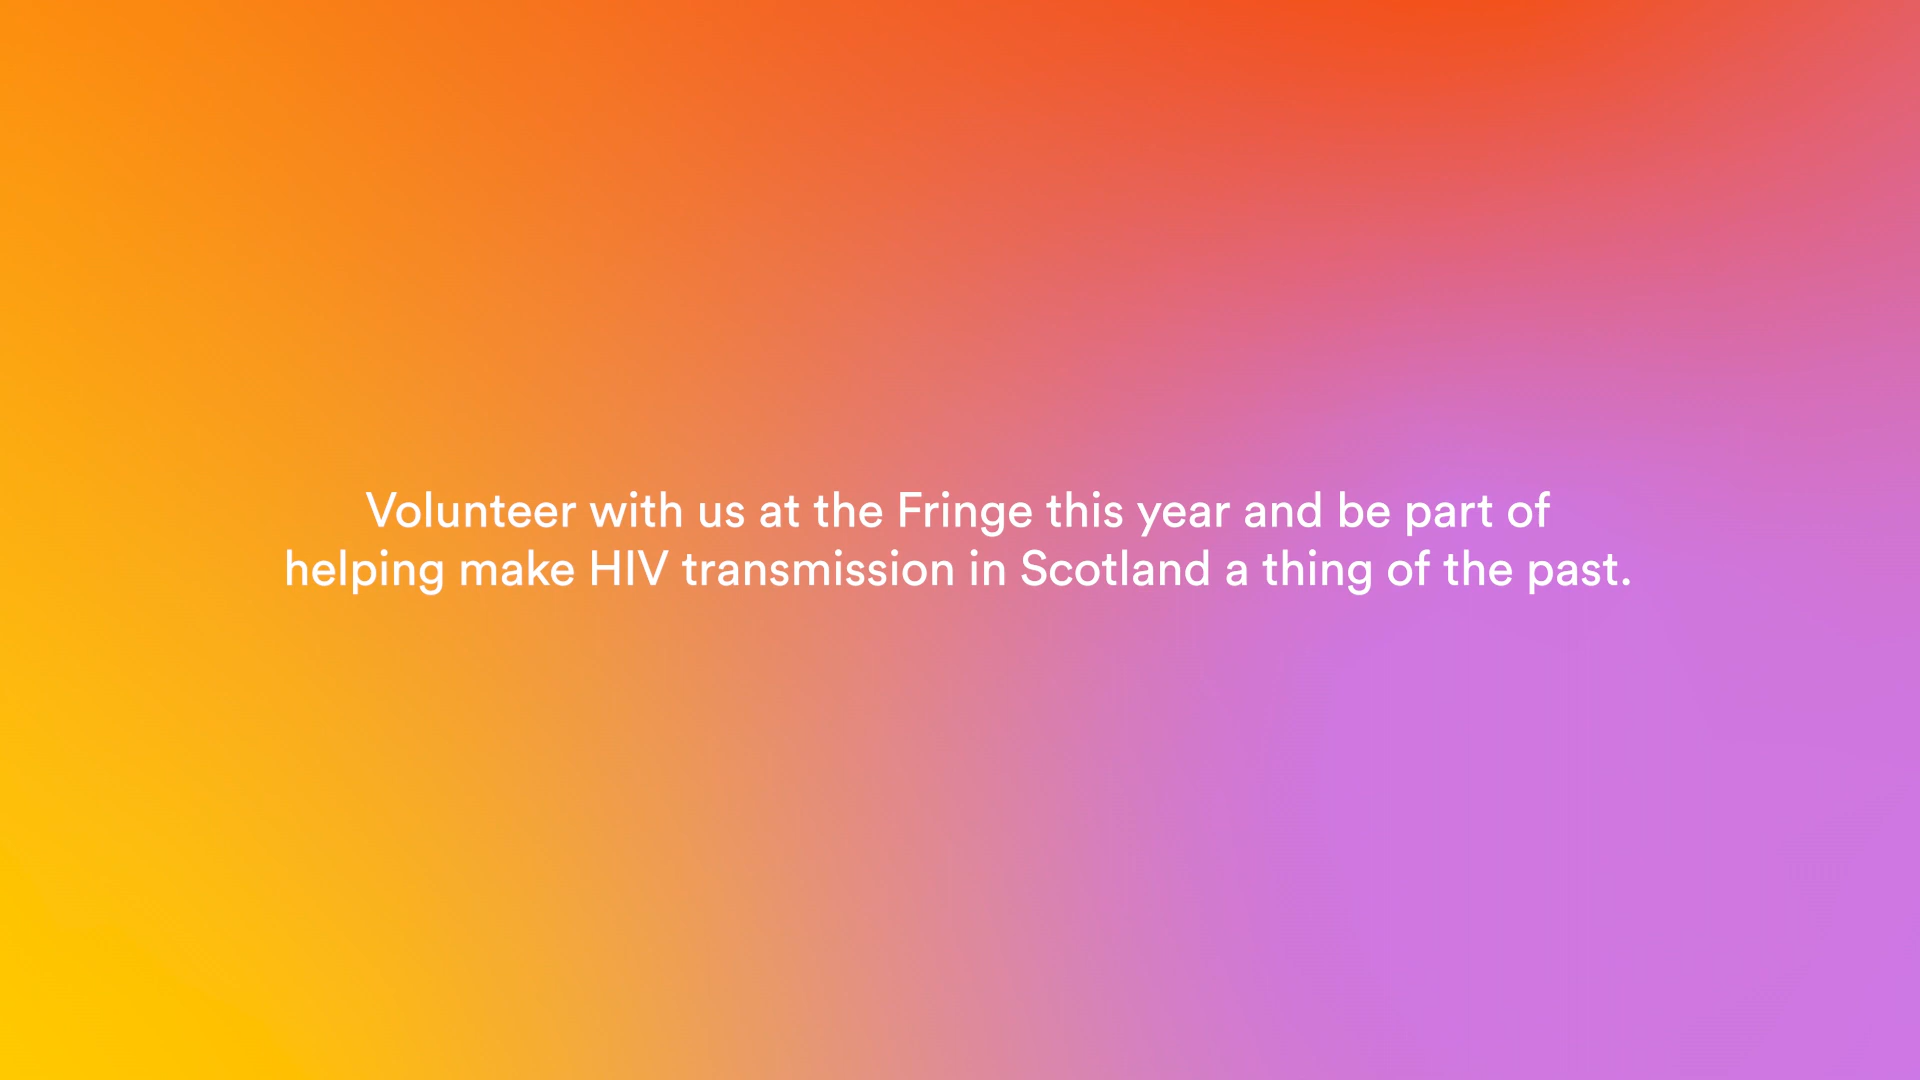 Volunteer with us at the Fringe this year and be part of
helping make HIV transmission in Scotland a thing of the past.